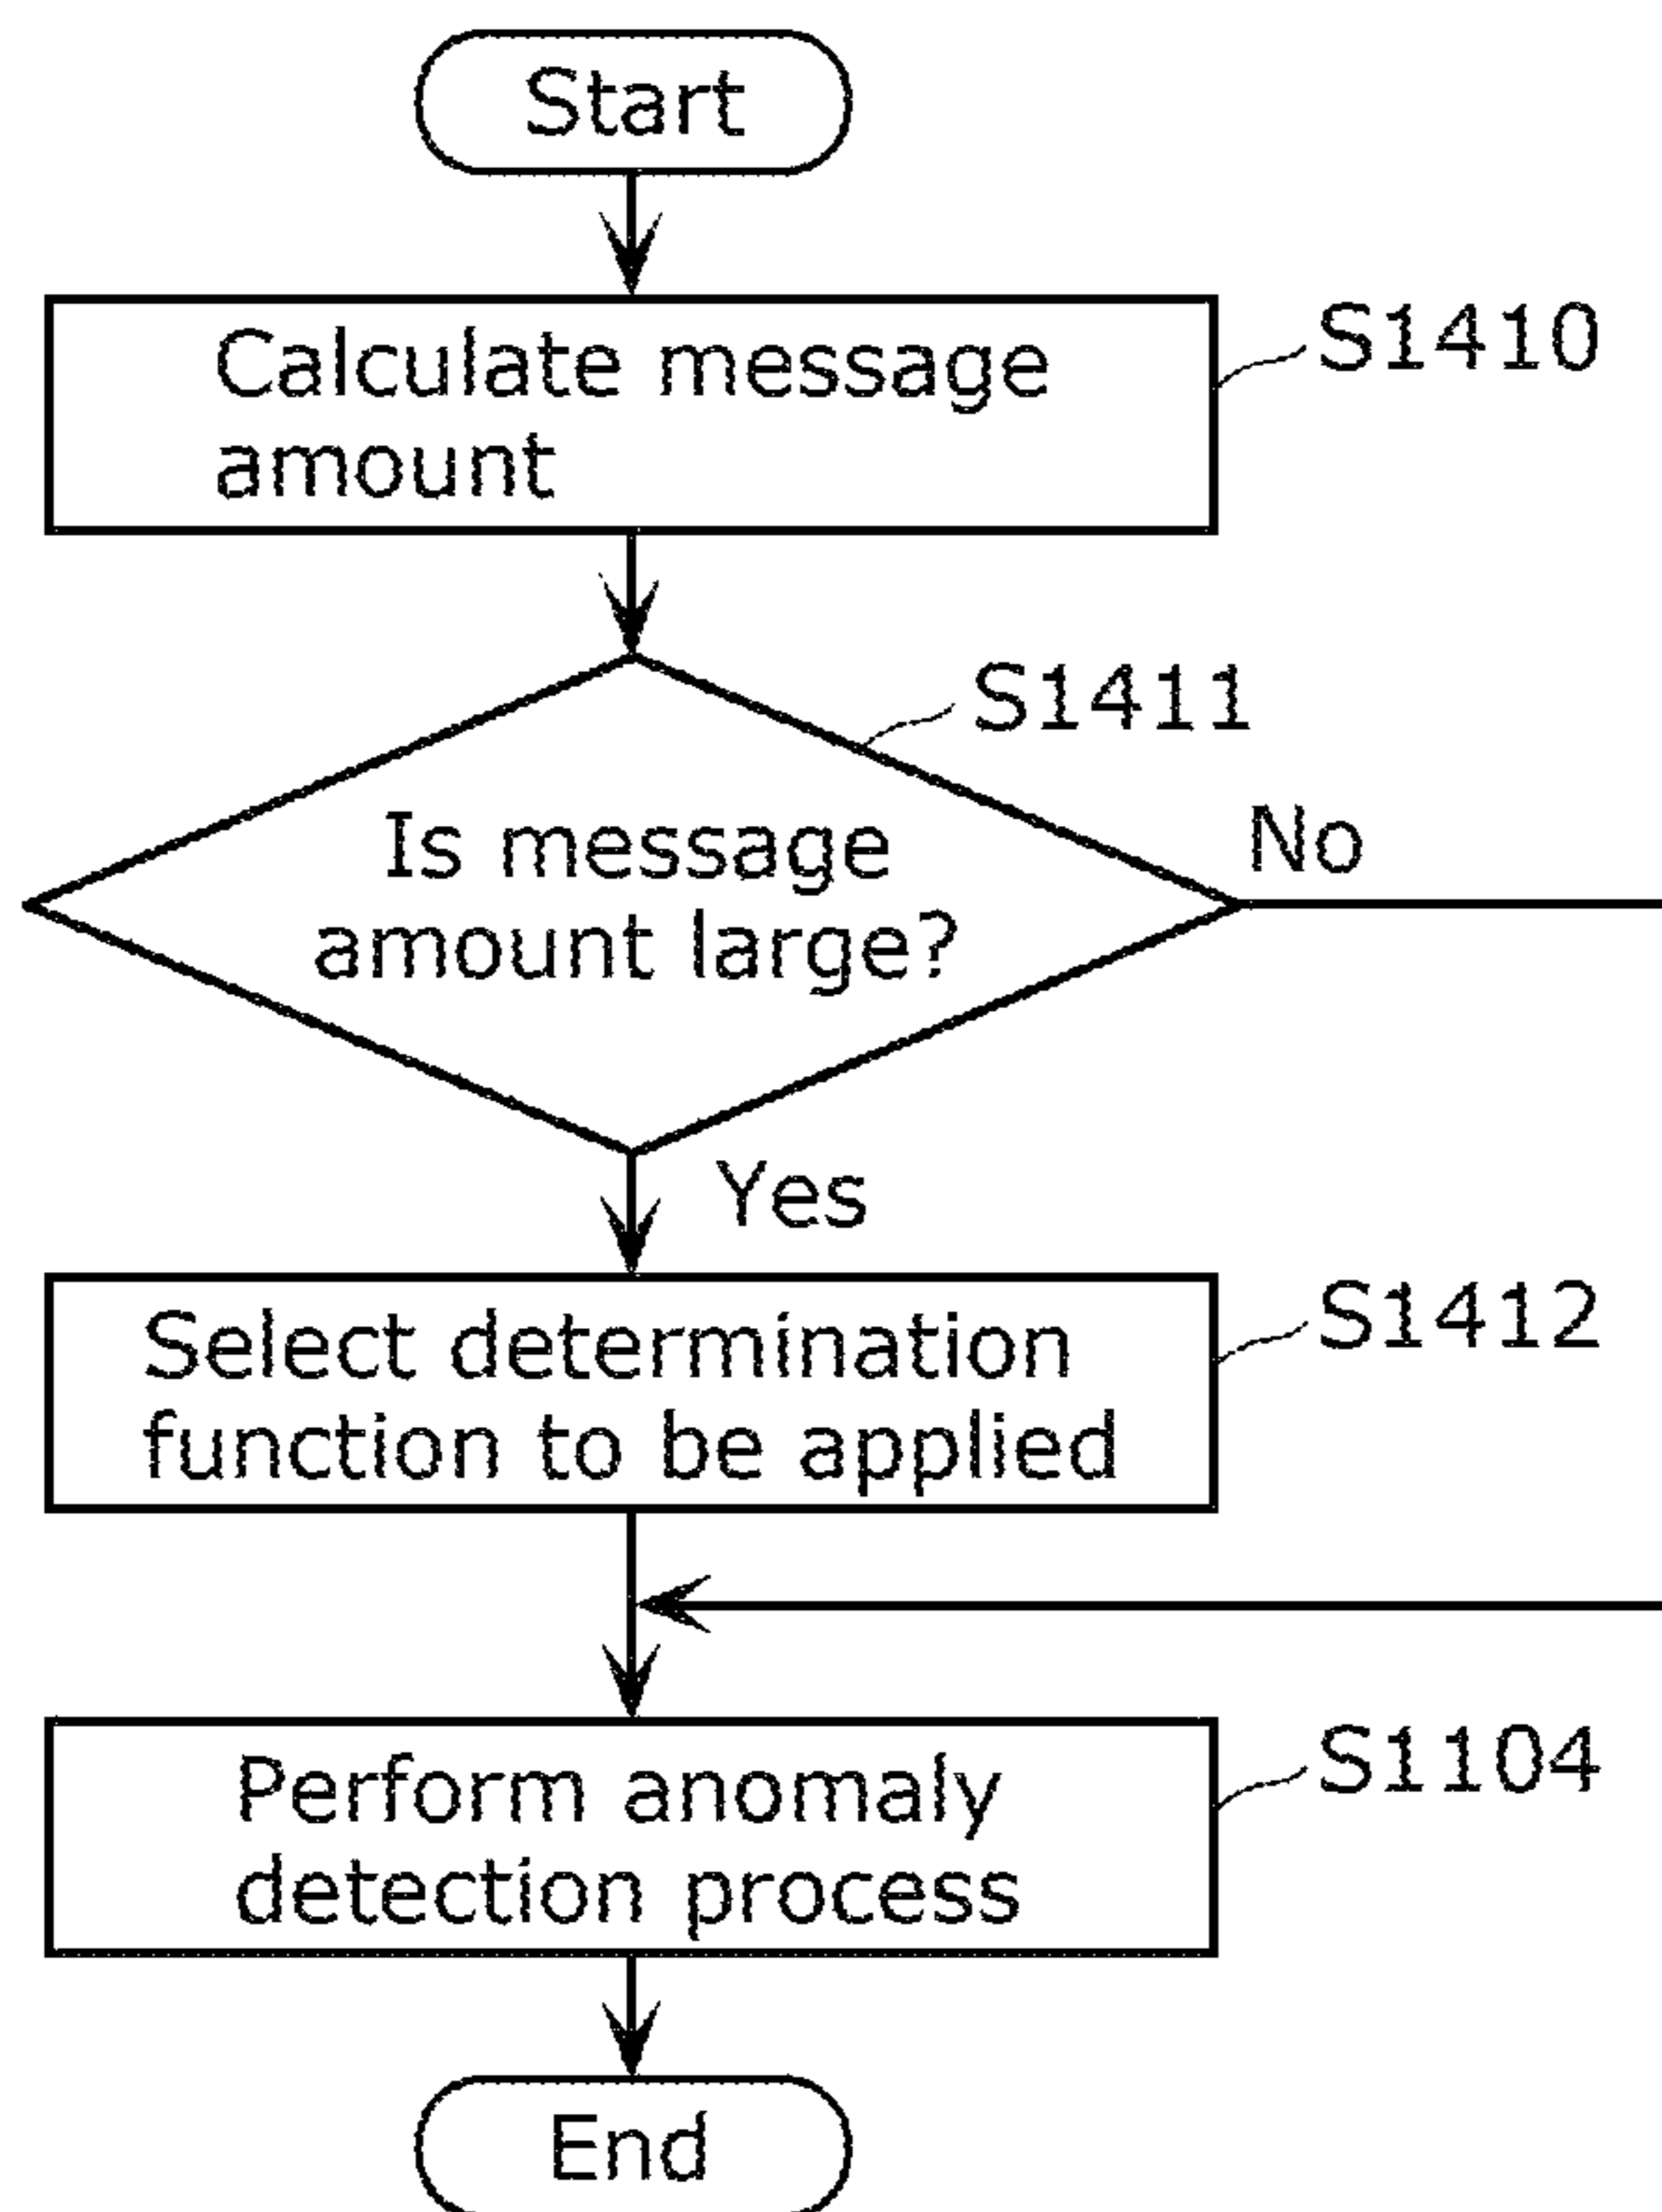 Start
Calculate message
amount
S1410
S1411
Is message
amount large?
No
Yes
Select determination
function to be applied
S1412
Perform anomaly
detection process
S1104
End